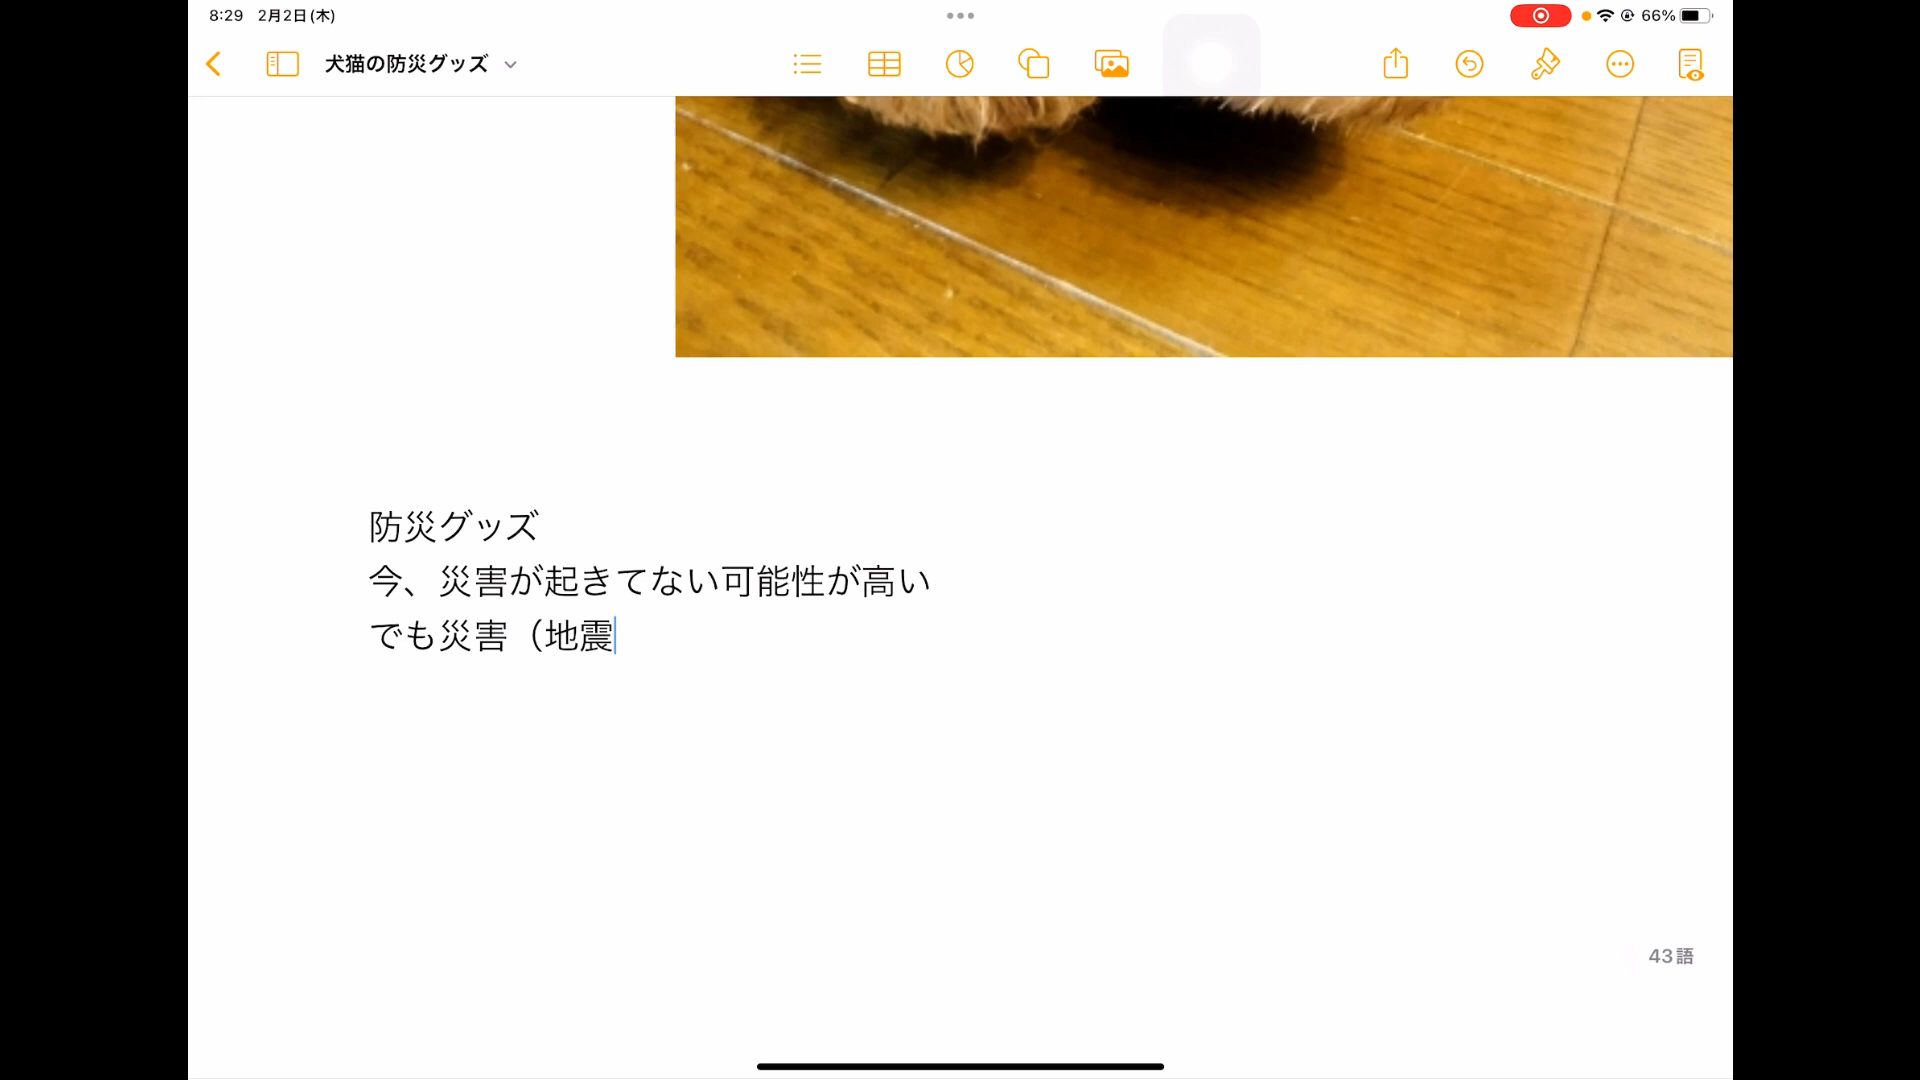 8:29 2月2日(木)
66%
犬猫の防災グッズ
防災グッズ
今、災害が起きてない可能性が高い
でも災害（地震
43語